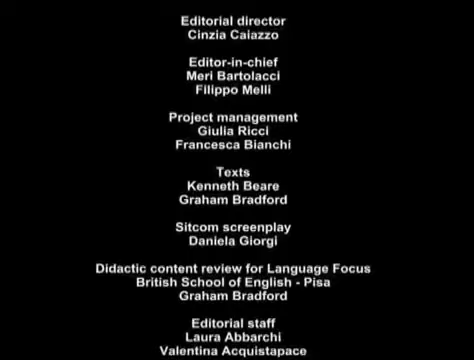 Editorial director
Cinzia Caiazzo
Editor-in-chief
Meri Bartolacci
Filippo Melli
Project management
Giulia Ricci
Francesca Bianchi
Texts
Kenneth Beare
Graham Bradford
Sitcom screenplay
Daniela Giorgi
Didactic content review for Language Focus
British School of English - Pisa
Graham Bradford
Editorial staff
Laura Abbarchi
Valentina Acquistapace